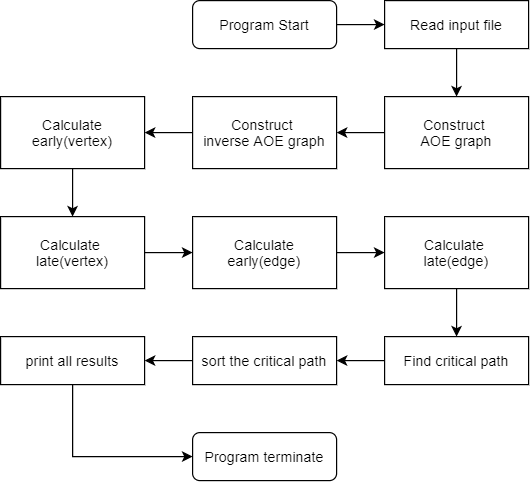 Program Start
Read input file
Construct
AOE graph
Construct
inverse AOE graph
Calculate
early(vertex)
Calculate
late(vertex)
Calculate
early(edge)
Calculate
late(edge)
Find critical path
sort the critical path
print all results
Program terminate